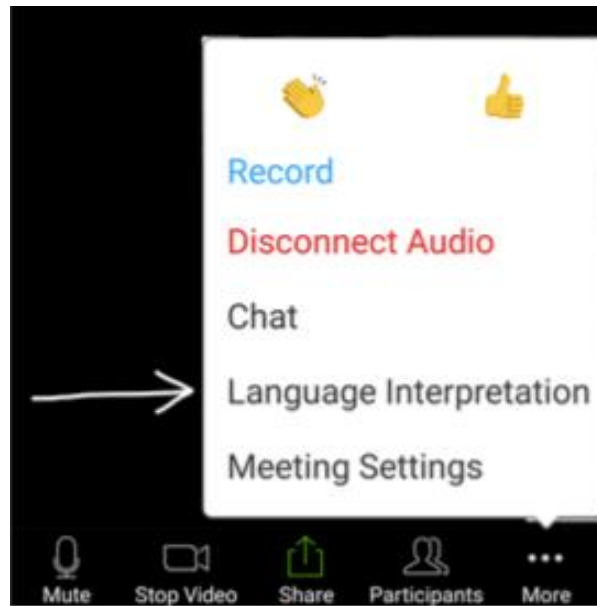 Record
Disconnect Audio
Chat
Language Interpretation
Meeting Settings
Mute Stop Video Share Participants More